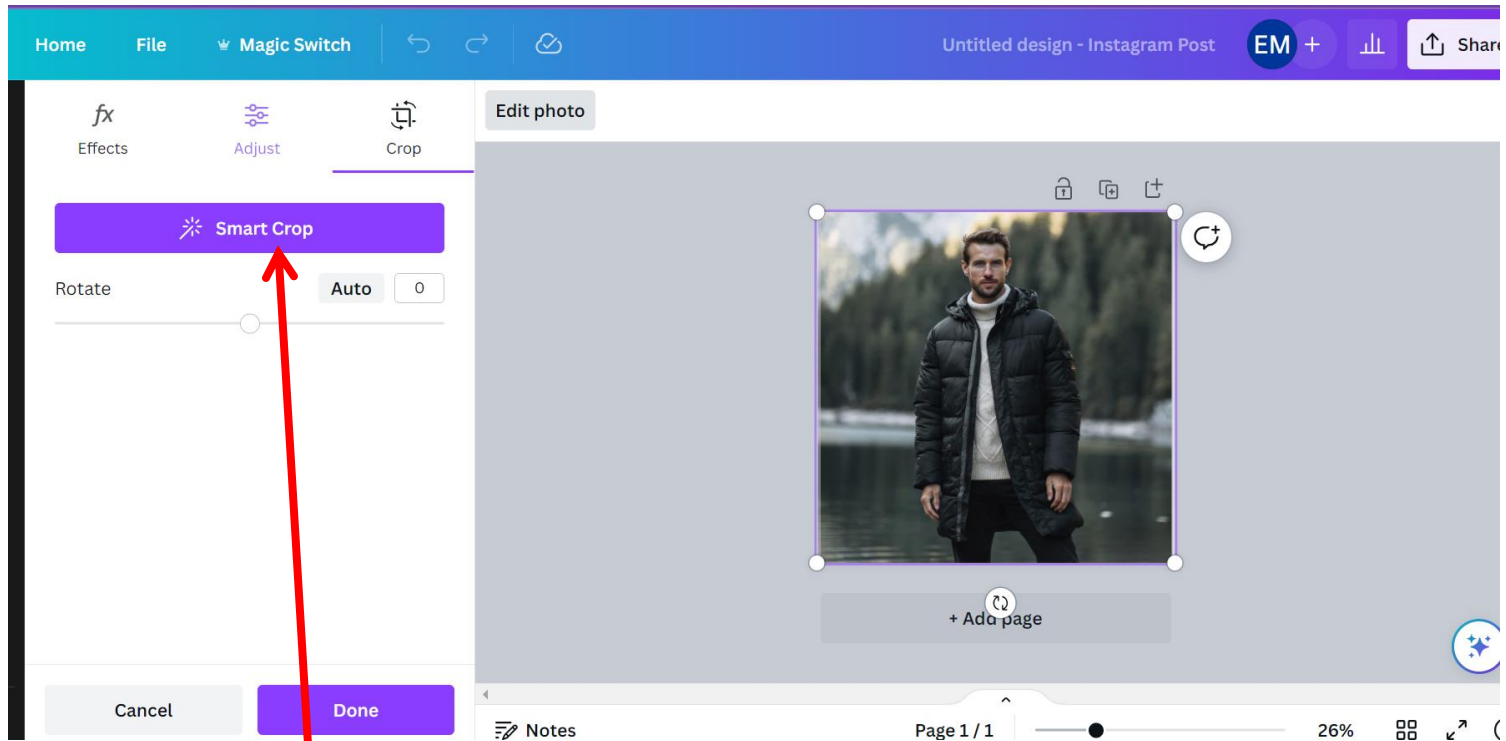 Home File Magic Switch Untitled design - Instagram Post EM + Share
fx
Effects Adjust Crop
Edit photo
Smart Crop
Rotate Auto 0
+ Add page
Cancel Done
Notes Page 1 / 1 26%